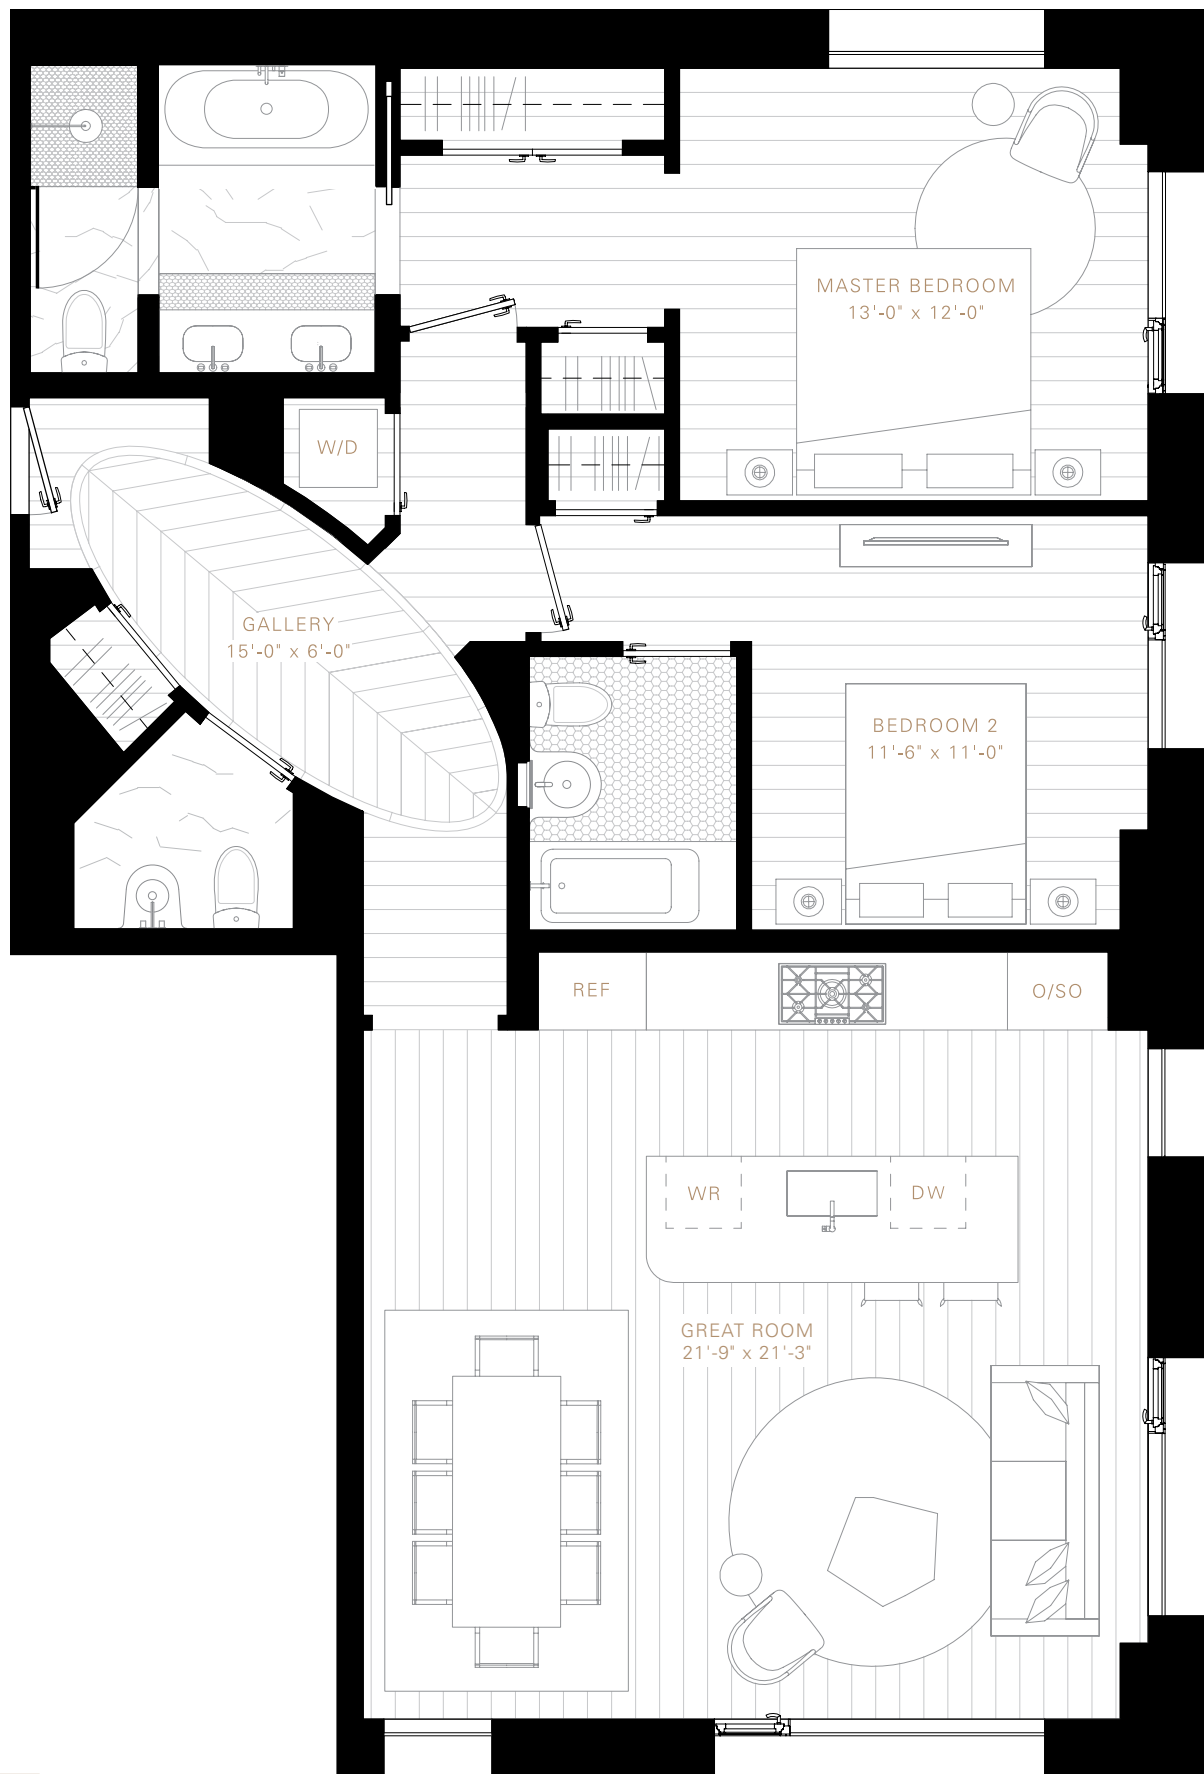 MASTER BEDROOM
13'-0" x 12'-0"
W/D
GALLERY
15'-0" x 6'-0"
BEDROOM 2
11'-6" x 11'-0"
REF
O/SO
WR
DW
GREAT ROOM
21'-9" x 21'-3"